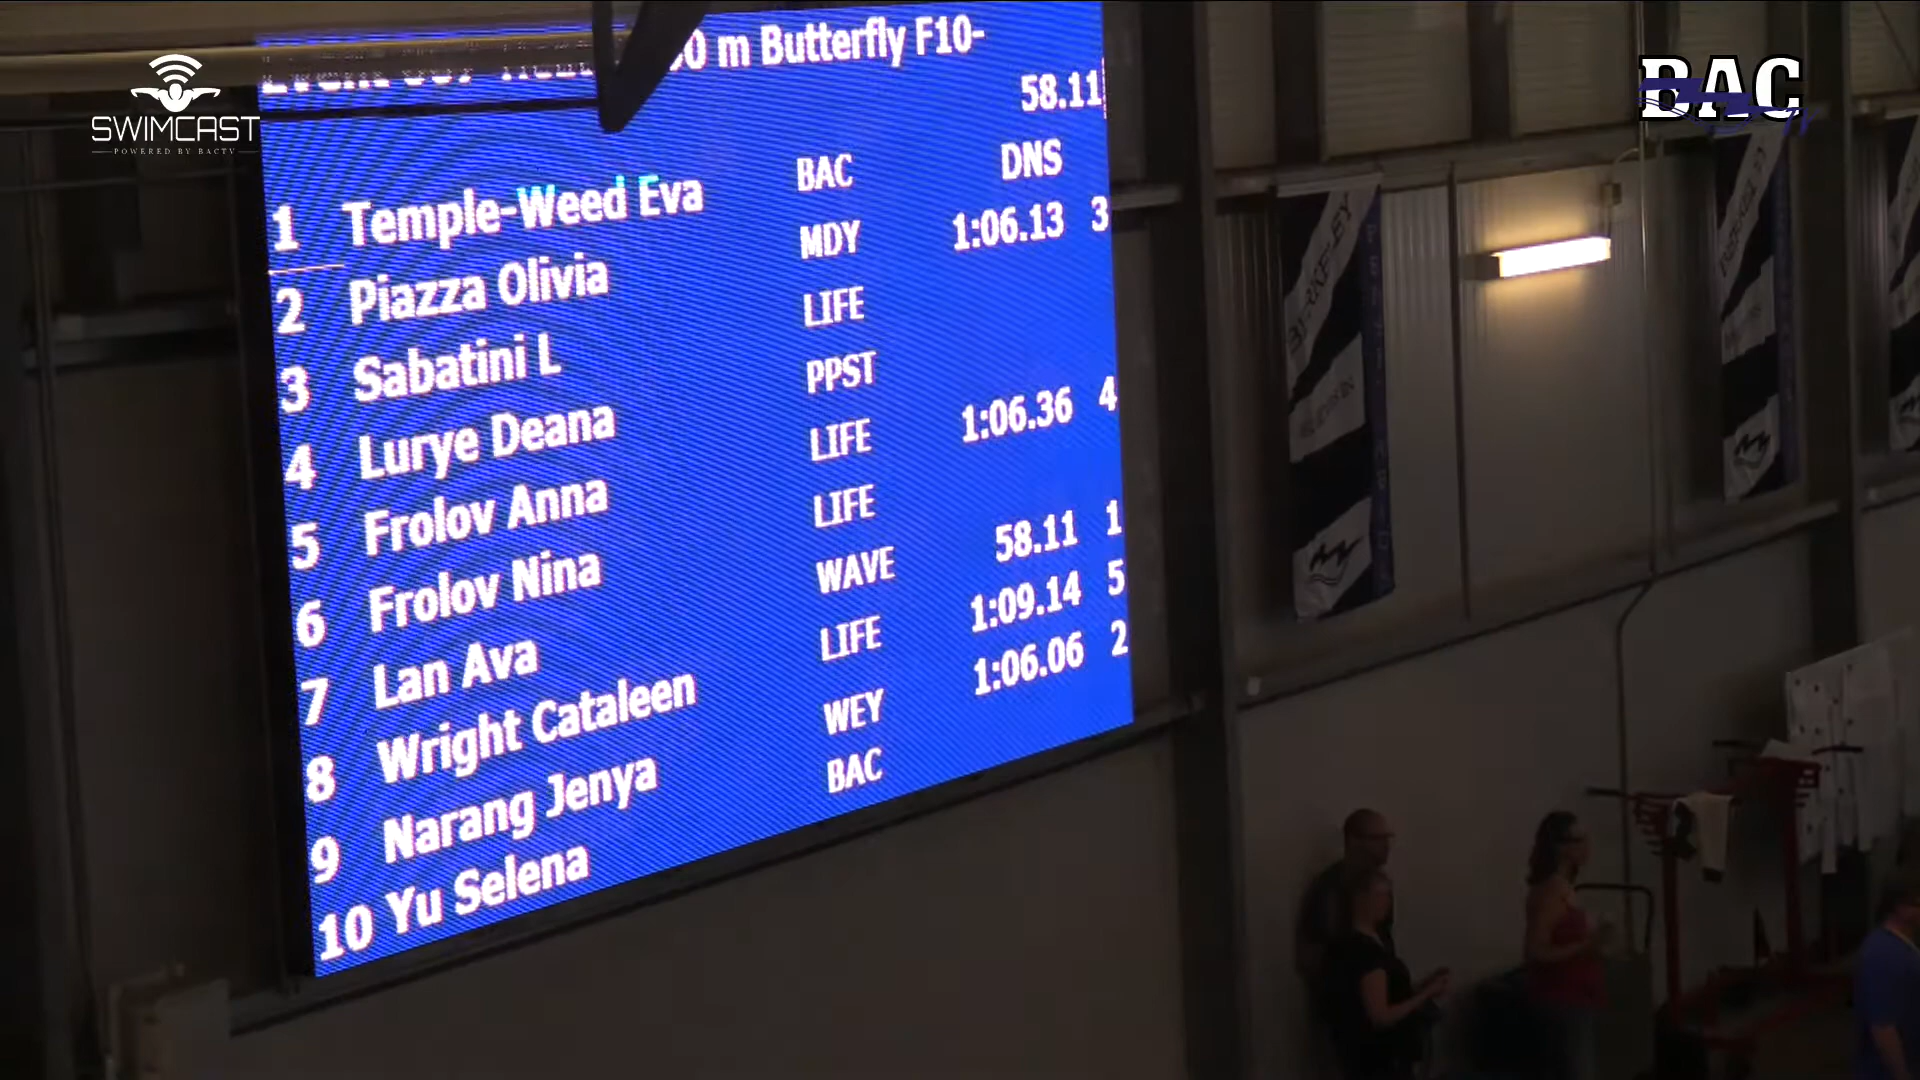 SWIMCAST
POWERED BY BACTV
BAC
m Butterfly F10-
58.11
1 Temple-Weed Eva BAC DNS
2 Piazza Olivia MDY 1:06.13 3
3 Sabatini L LIFE
4 Lurye Deana PPST
5 Frolov Anna LIFE 1:06.36 4
6 Frolov Nina LIFE
7 Lan Ava WAVE 58.11 1
8 Wright Cataleen LIFE 1:09.14 5
9 Narang Jenya WEY 1:06.06 2
10 Yu Selena BAC